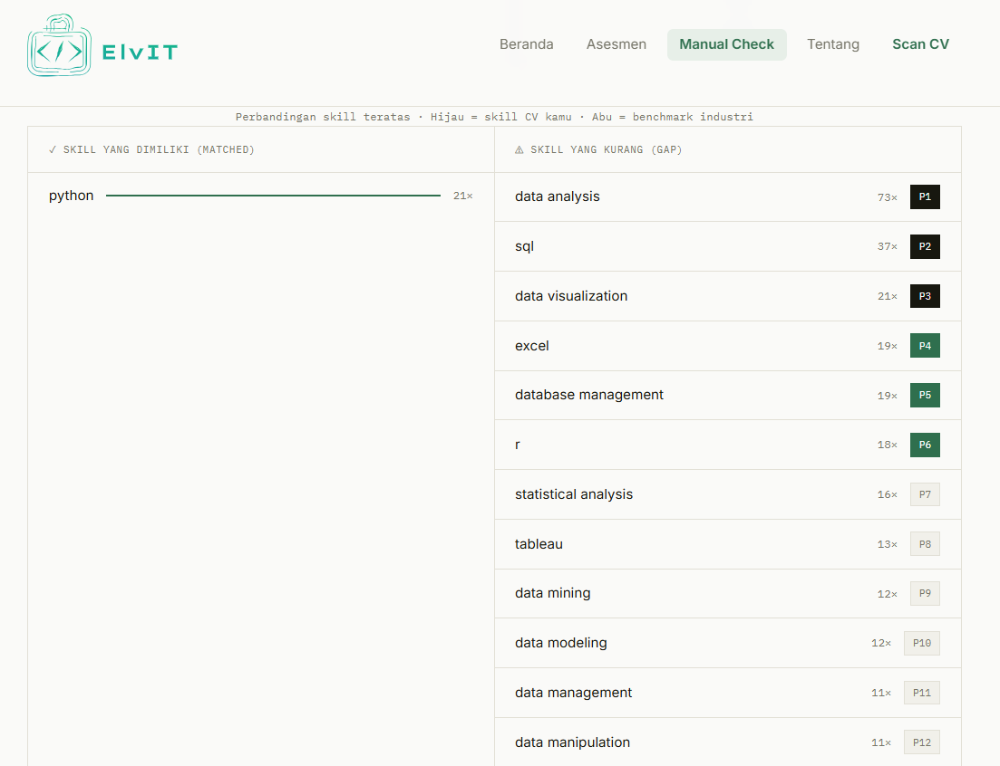 </> ElvIT
Beranda Asesmen Manual Check Tentang Scan CV
Perbandingan skill teratas · Hijau = skill CV kamu · Abu = benchmark industri
✓ SKILL YANG DIMILIKI (MATCHED)
python 21×
⚠ SKILL YANG KURANG (GAP)
data analysis 73× P1
sql 37× P2
data visualization 21× P3
excel 19× P4
database management 19× P5
r 18× P6
statistical analysis 16× P7
tableau 13× P8
data mining 12× P9
data modeling 12× P10
data management 11× P11
data manipulation 11× P12